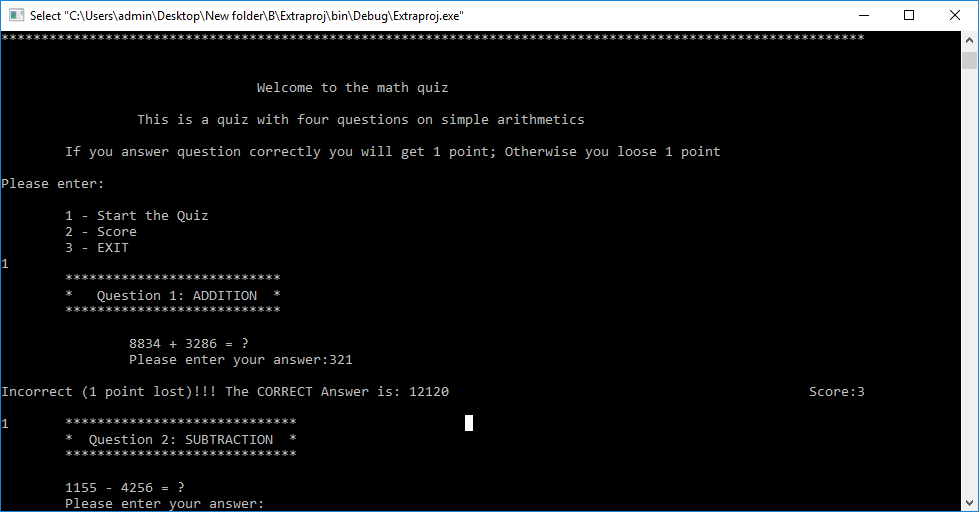 Select "C:\Users\admin\Desktop\New folder\B\Extraproj\bin\Debug\Extraproj.exe"
************************************************************************************************************
Welcome to the math quiz
This is a quiz with four questions on simple arithmetics
If you answer question correctly you will get 1 point; Otherwise you loose 1 point
Please enter:
1 - Start the Quiz
2 - Score
3 - EXIT
1
***************************
*   Question 1: ADDITION  *
***************************
8834 + 3286 = ?
Please enter your answer:321
Incorrect (1 point lost)!!! The CORRECT Answer is: 12120 Score:3
1 *****************************
*  Question 2: SUBTRACTION  *
*****************************
1155 - 4256 = ?
Please enter your answer: